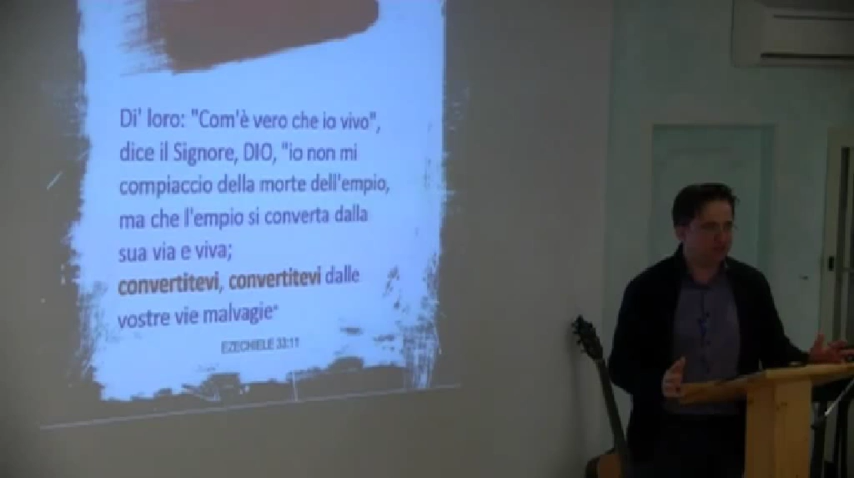 Di' loro: "Com'è vero che io vivo",
dice il Signore, DIO, "io non mi
compiaccio della morte dell'empio,
ma che l'empio si converta dalla
sua via e viva;
convertitevi, convertitevi dalle
vostre vie malvagie"
EZECHIELE 33:11